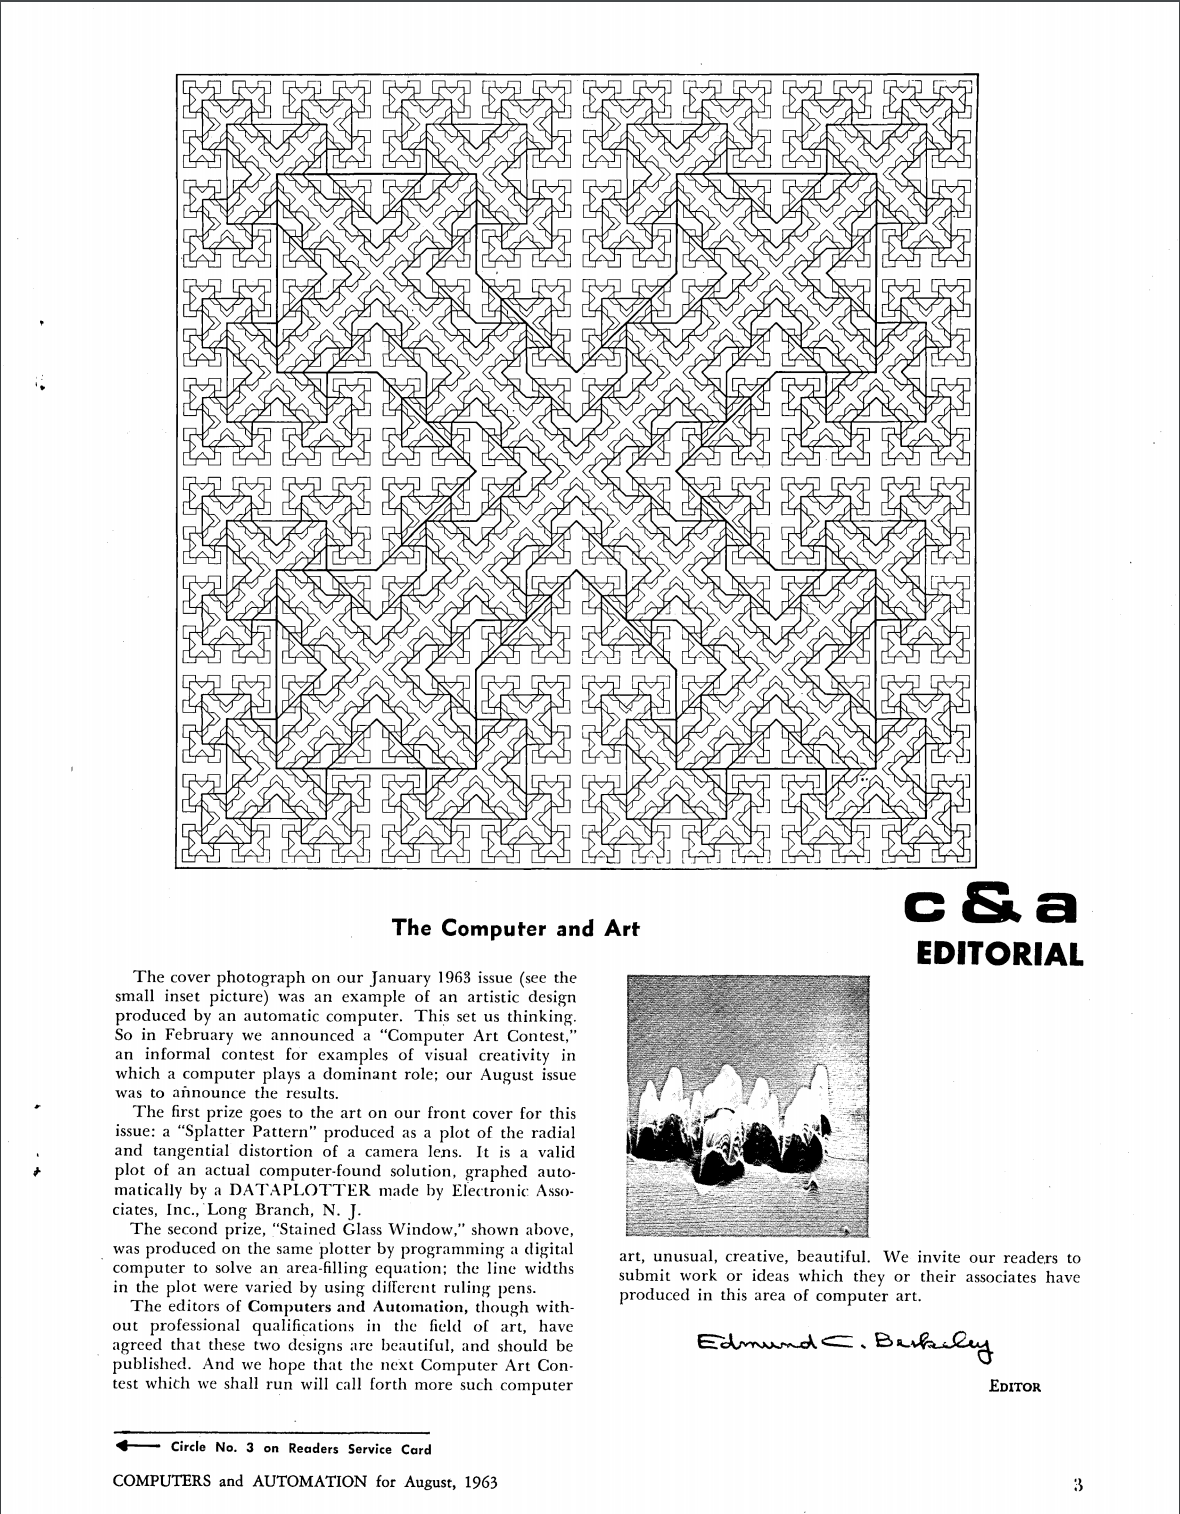 c & a
EDITORIAL
The Computer and Art
The cover photograph on our January 1963 issue (see the
small inset picture) was an example of an artistic design
produced by an automatic computer. This set us thinking.
So in February we announced a “Computer Art Contest,”
an informal contest for examples of visual creativity in
which a computer plays a dominant role; our August issue
was to announce the results.
The first prize goes to the art on our front cover for this
issue: a “Splatter Pattern” produced as a plot of the radial
and tangential distortion of a camera lens. It is a valid
plot of an actual computer-found solution, graphed auto-
matically by a DATAPLOTTER made by Electronic Asso-
ciates, Inc., Long Branch, N. J.
The second prize, “Stained Glass Window,” shown above,
was produced on the same plotter by programming a digital
computer to solve an area-filling equation; the line widths
in the plot were varied by using different ruling pens.
The editors of Computers and Automation, though with-
out professional qualifications in the field of art, have
agreed that these two designs are beautiful, and should be
published. And we hope that the next Computer Art Con-
test which we shall run will call forth more such computer
art, unusual, creative, beautiful. We invite our readers to
submit work or ideas which they or their associates have
produced in this area of computer art.
Edmund C. Berkeley
EDITOR
Circle No. 3 on Readers Service Card
COMPUTERS and AUTOMATION for August, 1963
3